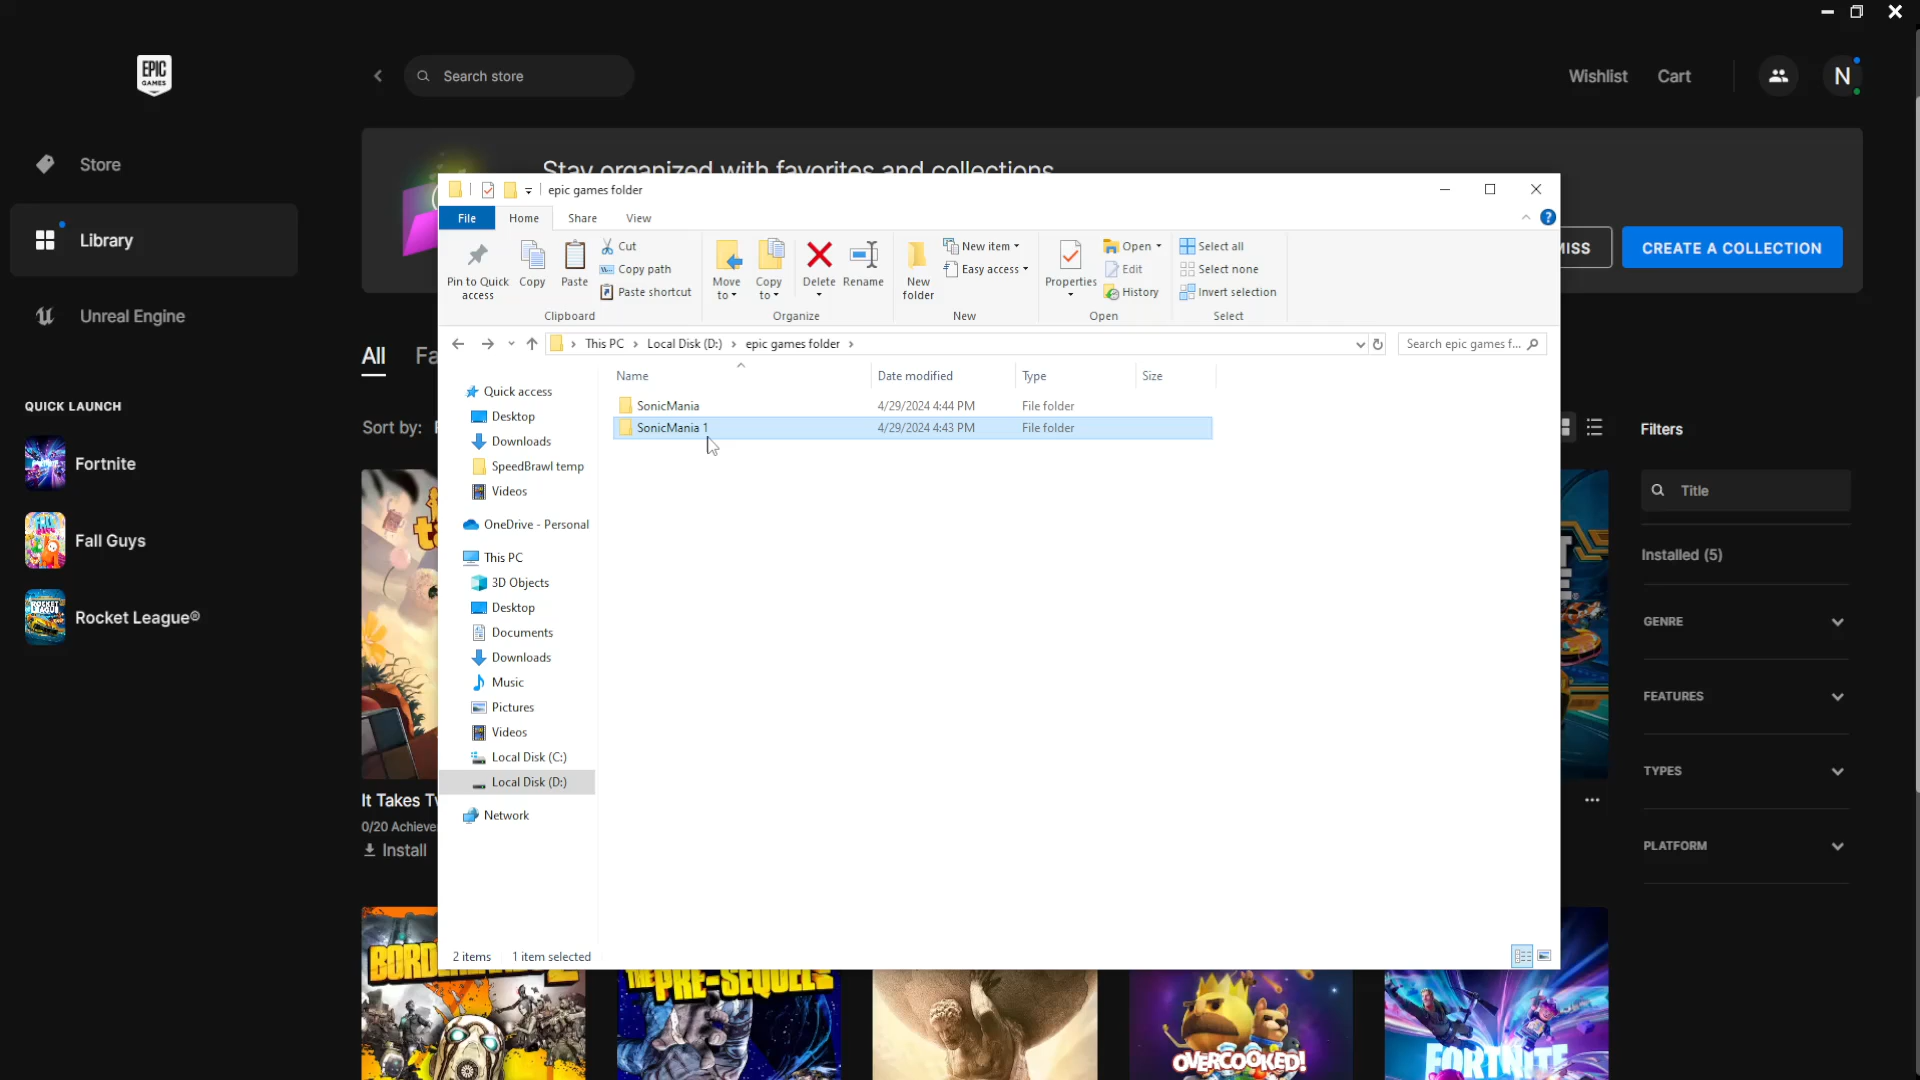 EPIC
GAMES
Search store
Wishlist
Cart
N
Store
Library
Unreal Engine
QUICK LAUNCH
Fortnite
Fall Guys
Rocket League®
Stay organized with favorites and collections
MISS
CREATE A COLLECTION
All
Fa
Sort by:
epic games folder
File
Home
Share
View
Pin to Quick
access
Copy
Paste
Cut
Copy path
Paste shortcut
Clipboard
Move
to
Copy
to
Delete
Rename
Organize
New
folder
New item
Easy access
New
Properties
Open
Edit
History
Open
Select all
Select none
Invert selection
Select
This PC
Local Disk (D:)
epic games folder
Search epic games f...
Name
Date modified
Type
Size
SonicMania
4/29/2024 4:44 PM
File folder
SonicMania 1
4/29/2024 4:43 PM
File folder
Quick access
Desktop
Downloads
SpeedBrawl temp
Videos
OneDrive - Personal
This PC
3D Objects
Desktop
Documents
Downloads
Music
Pictures
Videos
Local Disk (C:)
Local Disk (D:)
Network
2 items
1 item selected
Filters
Title
Installed (5)
GENRE
FEATURES
TYPES
PLATFORM
It Takes Tw
0/20 Achieve
Install
THE PRE-SEQUEL
OVERCOOKED!
FORTNITE